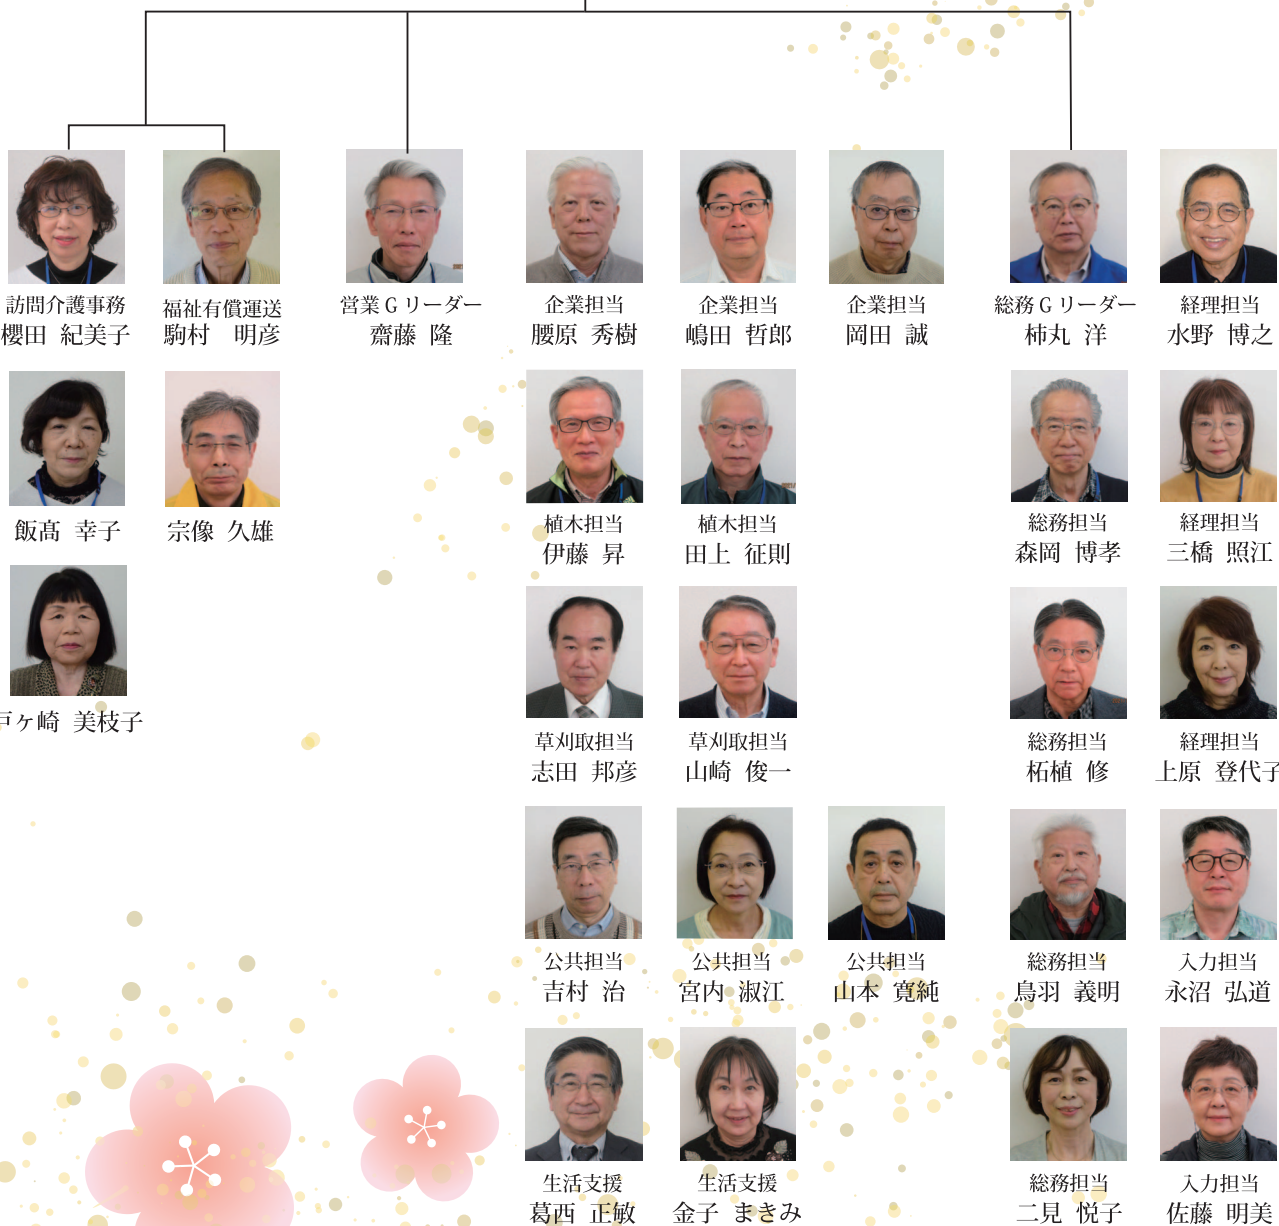 訪問介護事務
櫻田 紀美子
福祉有償運送
駒村 明彦
営業 G リーダー
齋藤 隆
企業担当
腰原 秀樹
企業担当
嶋田 哲郎
企業担当
岡田 誠
総務 G リーダー
柿丸 洋
経理担当
水野 博之
飯髙 幸子
宗像 久雄
植木担当
伊藤 昇
植木担当
田上 征則
総務担当
森岡 博孝
経理担当
三橋 照江
戸ヶ崎 美枝子
草刈取担当
志田 邦彦
草刈取担当
山崎 俊一
総務担当
柘植 修
経理担当
上原 登代子
公共担当
吉村 治
公共担当
宮内 淑江
公共担当
山本 寛純
総務担当
鳥羽 義明
入力担当
永沼 弘道
生活支援
葛西 正敏
生活支援
金子 まきみ
総務担当
二見 悦子
入力担当
佐藤 明美